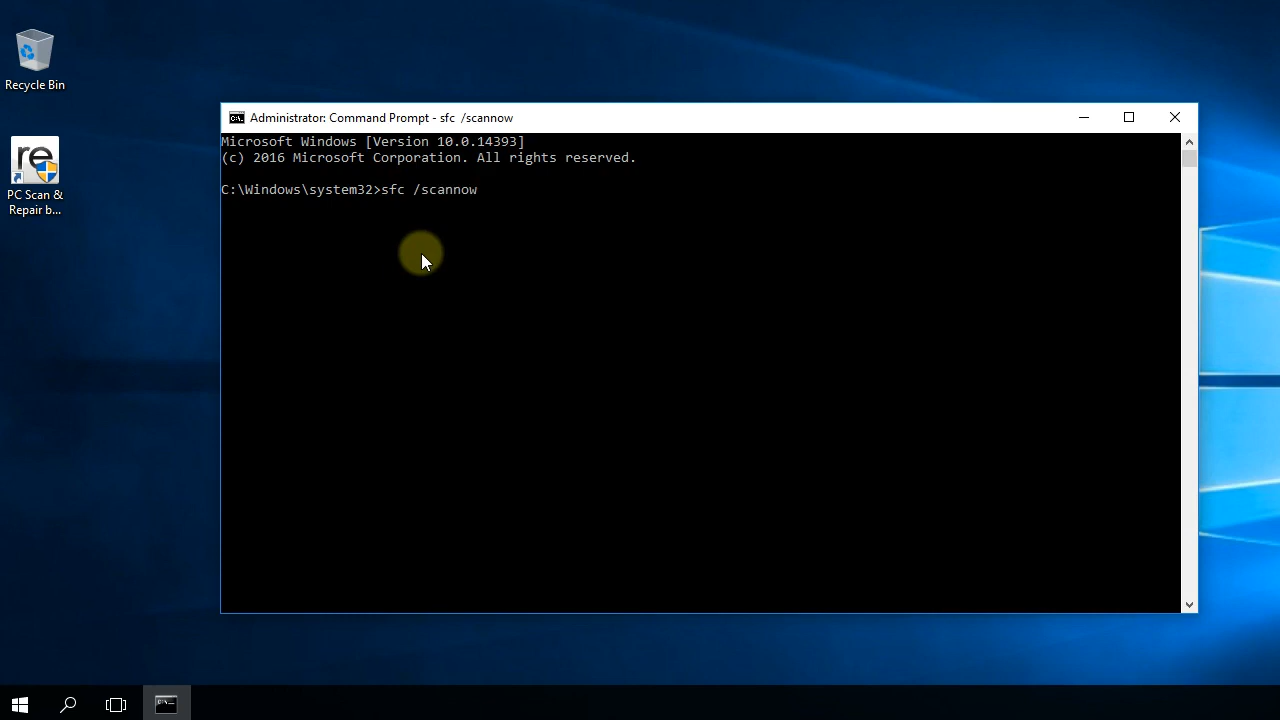 Recycle Bin
re
PC Scan &
Repair b...
Administrator: Command Prompt - sfc  /scannow
Microsoft Windows [Version 10.0.14393]
(c) 2016 Microsoft Corporation. All rights reserved.
C:\Windows\system32>sfc /scannow